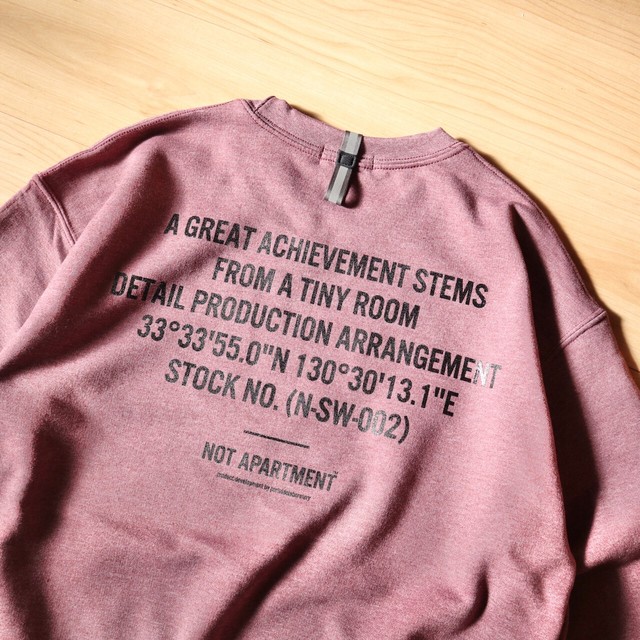 A GREAT ACHIEVEMENT STEMS
FROM A TINY ROOM
DETAIL PRODUCTION ARRANGEMENT
33°33'55.0"N 130°30'13.1"E
STOCK NO. (N-SW-002)
NOT APARTMENT